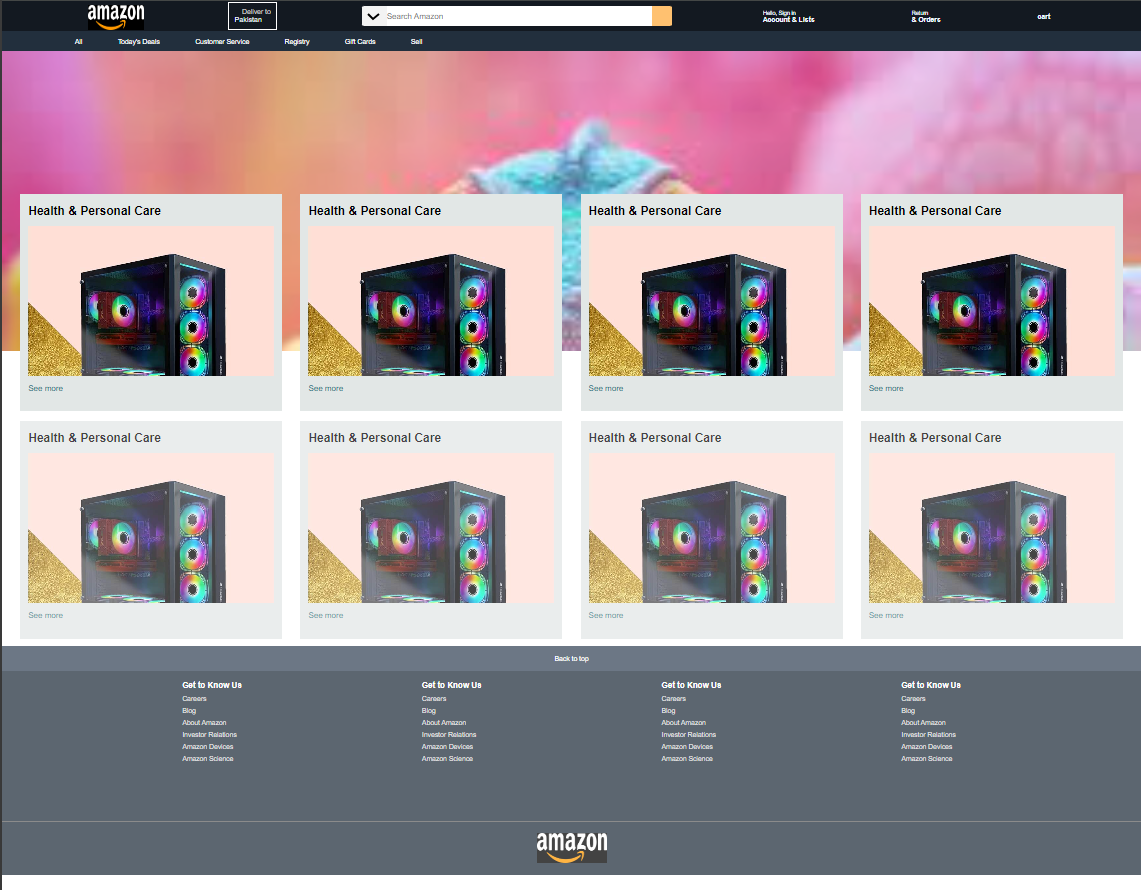 amazon
Deliver to
Pakistan
Search Amazon
Hello, Sign in
Account & Lists
Return
& Orders
cart
All Today's Deals Customer Service Registry Gift Cards Sell
Health & Personal Care Health & Personal Care Health & Personal Care Health & Personal Care
See more See more See more See more
Health & Personal Care Health & Personal Care Health & Personal Care Health & Personal Care
See more See more See more See more
Back to top
Get to Know Us Get to Know Us Get to Know Us Get to Know Us
Careers Careers Careers Careers
Blog Blog Blog Blog
About Amazon About Amazon About Amazon About Amazon
Investor Relations Investor Relations Investor Relations Investor Relations
Amazon Devices Amazon Devices Amazon Devices Amazon Devices
Amazon Science Amazon Science Amazon Science Amazon Science
amazon